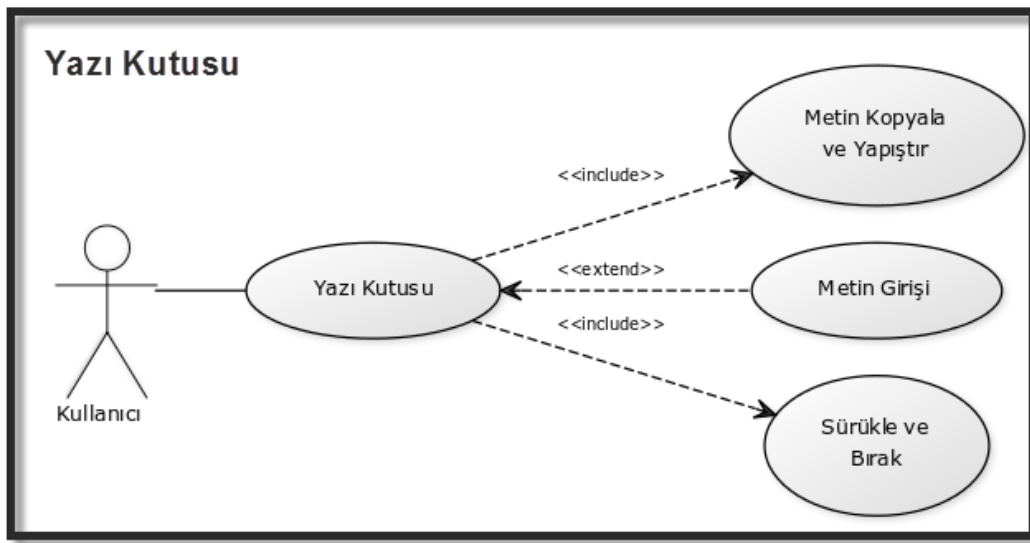 Yazı Kutusu
Metin Kopyala
ve Yapıştır
<<include>>
<<extend>>
Yazı Kutusu
Metin Girişi
<<include>>
Sürükle ve
Bırak
Kullanıcı